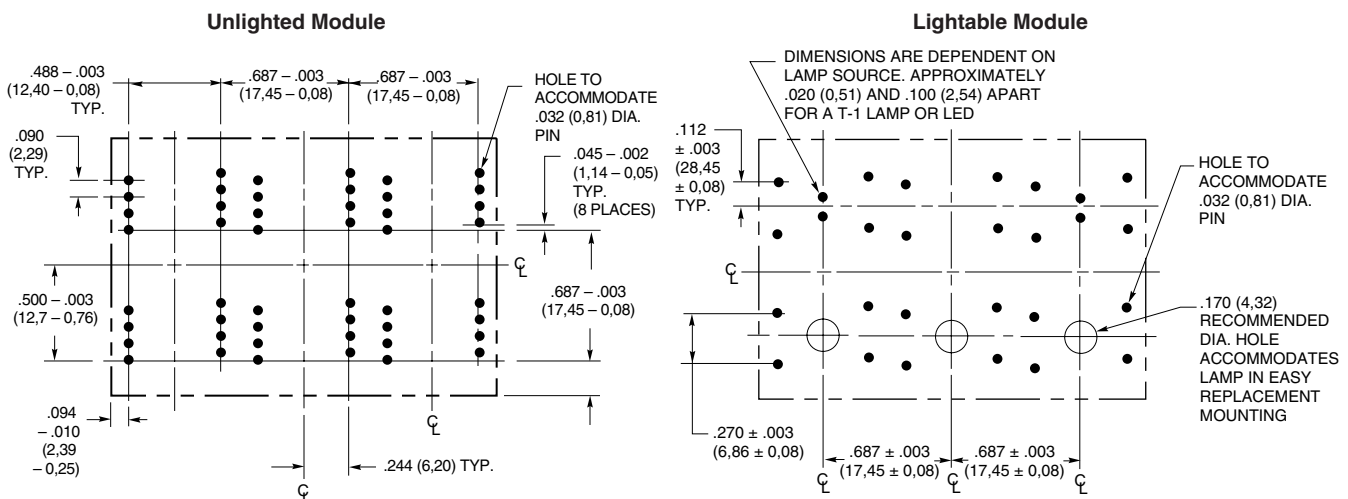 Unlighted Module
.488 – .003
(12,40 – 0,08)
TYP.
.687 – .003
(17,45 – 0,08)
.687 – .003
(17,45 – 0,08)
HOLE TO
ACCOMMODATE
.032 (0,81) DIA.
PIN
.090
(2,29)
TYP.
.045 – .002
(1,14 – 0,05)
TYP.
(8 PLACES)
CL
.500 – .003
(12,7 – 0,76)
.687 – .003
(17,45 – 0,08)
.094
– .010
(2,39
– 0,25)
CL
.244 (6,20) TYP.
C
Lightable Module
DIMENSIONS ARE DEPENDENT ON
LAMP SOURCE. APPROXIMATELY
.020 (0,51) AND .100 (2,54) APART
FOR A T-1 LAMP OR LED
.112
± .003
(28,45
± 0,08)
TYP.
HOLE TO
ACCOMMODATE
.032 (0,81) DIA.
PIN
CL
.170 (4,32)
RECOMMENDED
DIA. HOLE
ACCOMMODATES
LAMP IN EASY
REPLACEMENT
MOUNTING
.270 ± .003
(6,86 ± 0,08)
.687 ± .003
(17,45 ± 0,08)
.687 ± .003
(17,45 ± 0,08)
CL
CL
CL